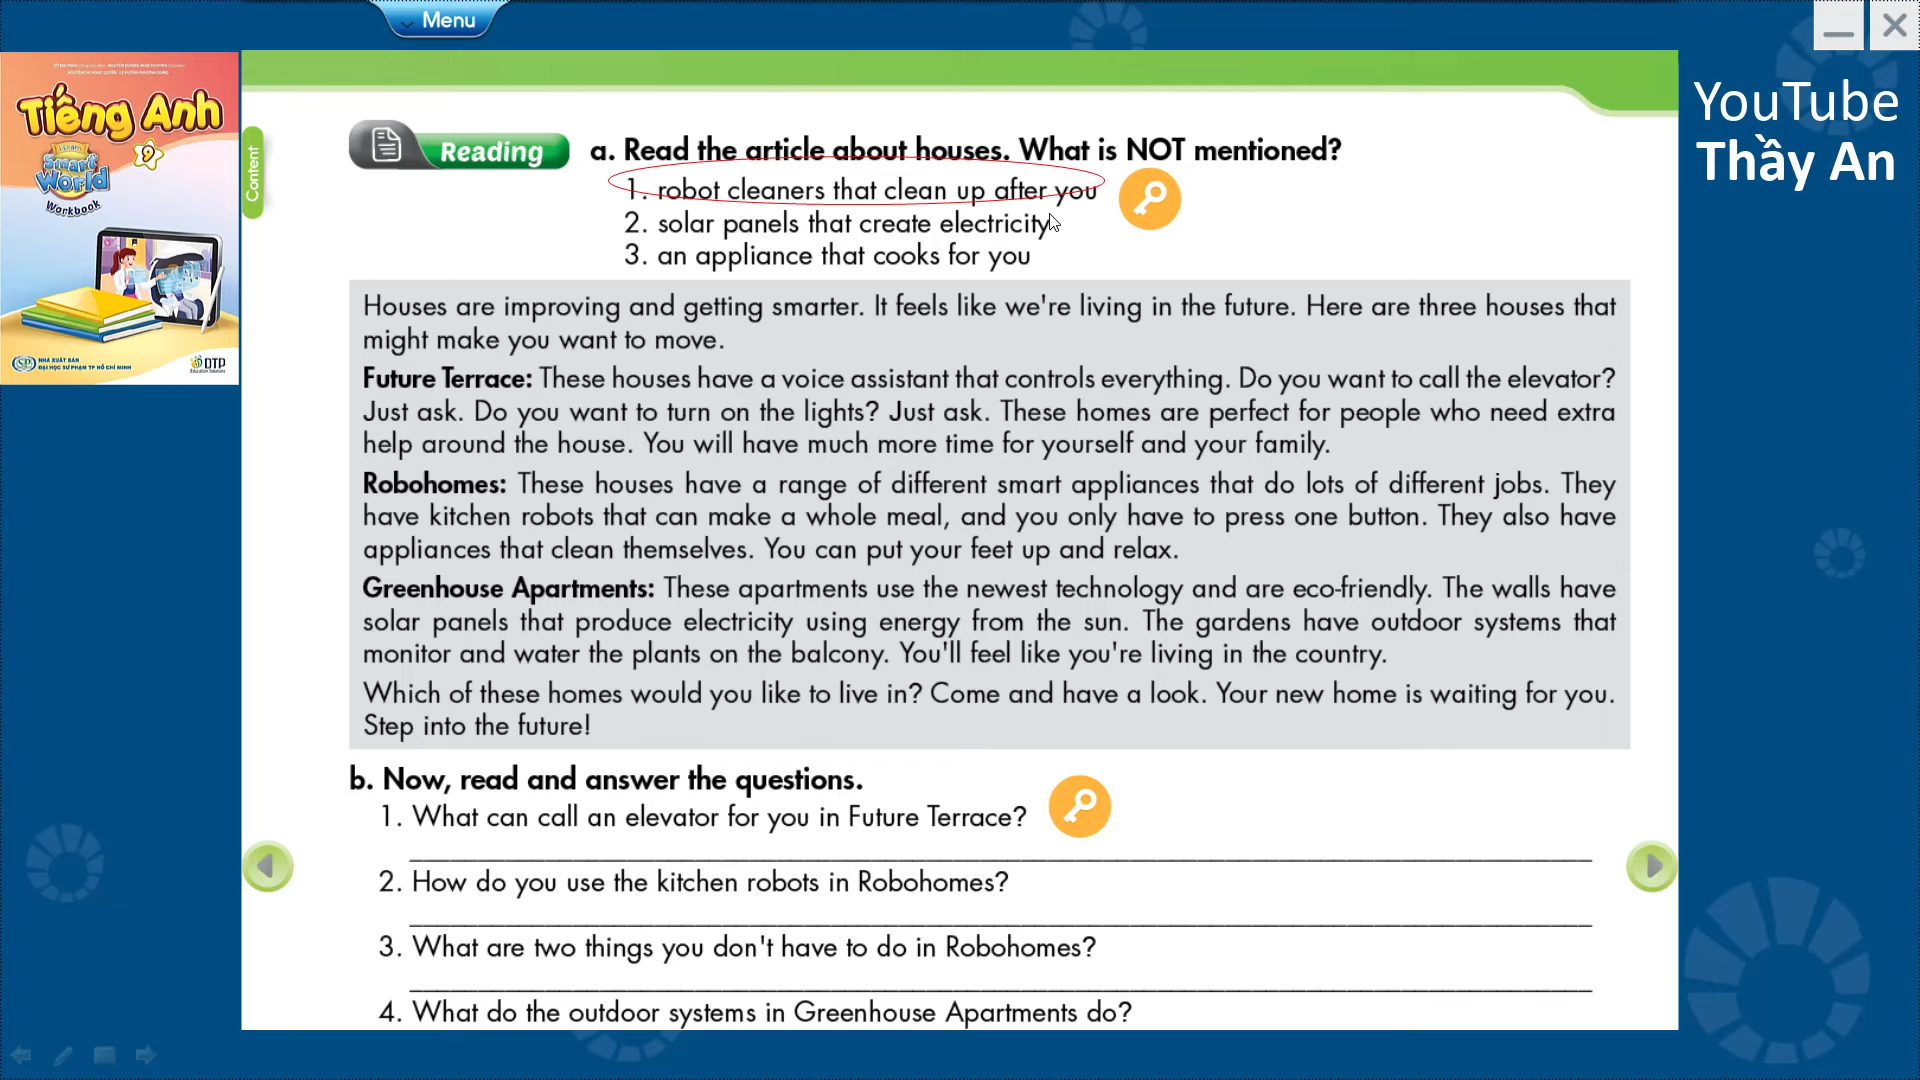 Menu
Tiếng Anh
i-Learn
Smart
World
9
Workbook
NHÀ XUẤT BẢN
ĐẠI HỌC SƯ PHẠM TP HỒ CHÍ MINH
DTP
Education Solutions
Content
YouTube
Thầy An
Reading
a. Read the article about houses. What is NOT mentioned?
1. robot cleaners that clean up after you
2. solar panels that create electricity
3. an appliance that cooks for you
Houses are improving and getting smarter. It feels like we're living in the future. Here are three houses that
might make you want to move.
Future Terrace: These houses have a voice assistant that controls everything. Do you want to call the elevator?
Just ask. Do you want to turn on the lights? Just ask. These homes are perfect for people who need extra
help around the house. You will have much more time for yourself and your family.
Robohomes: These houses have a range of different smart appliances that do lots of different jobs. They
have kitchen robots that can make a whole meal, and you only have to press one button. They also have
appliances that clean themselves. You can put your feet up and relax.
Greenhouse Apartments: These apartments use the newest technology and are eco-friendly. The walls have
solar panels that produce electricity using energy from the sun. The gardens have outdoor systems that
monitor and water the plants on the balcony. You'll feel like you're living in the country.
Which of these homes would you like to live in? Come and have a look. Your new home is waiting for you.
Step into the future!
b. Now, read and answer the questions.
1. What can call an elevator for you in Future Terrace?
2. How do you use the kitchen robots in Robohomes?
3. What are two things you don't have to do in Robohomes?
4. What do the outdoor systems in Greenhouse Apartments do?